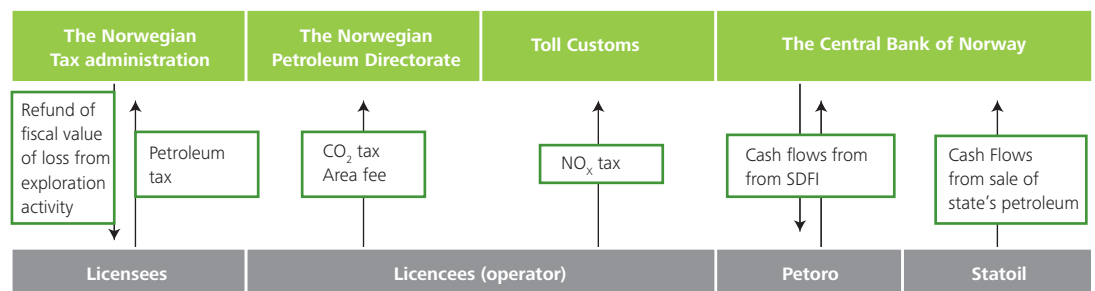 The Norwegian
Tax administration
The Norwegian
Petroleum Directorate
Toll Customs
The Central Bank of Norway
Refund of
fiscal value
of loss from
exploration
activity
Petroleum
tax
CO₂ tax
Area fee
NOₓ tax
Cash flows from
from SDFI
Cash Flows
from sale of
state’s petroleum
Licensees
Licencees (operator)
Petoro
Statoil